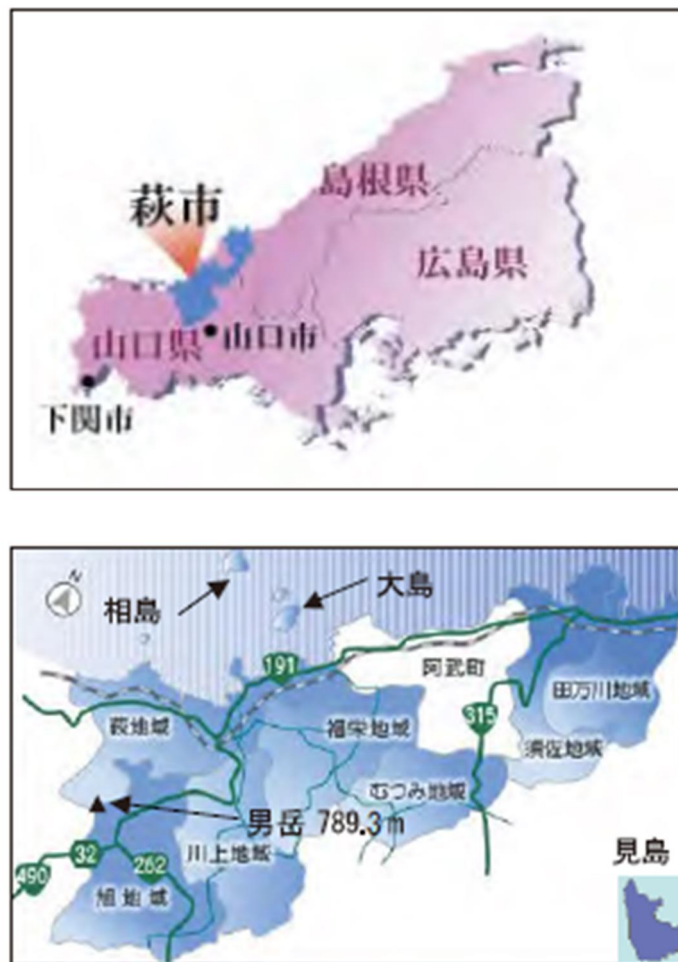 島根県
萩市
広島県
山口県
山口市
下関市
N
相島
大島
191
阿武町
萩地域
福栄地域
315
田万川地域
須佐地域
むつみ地域
男岳 789.3m
川上地域
32
262
490
旭地域
見島